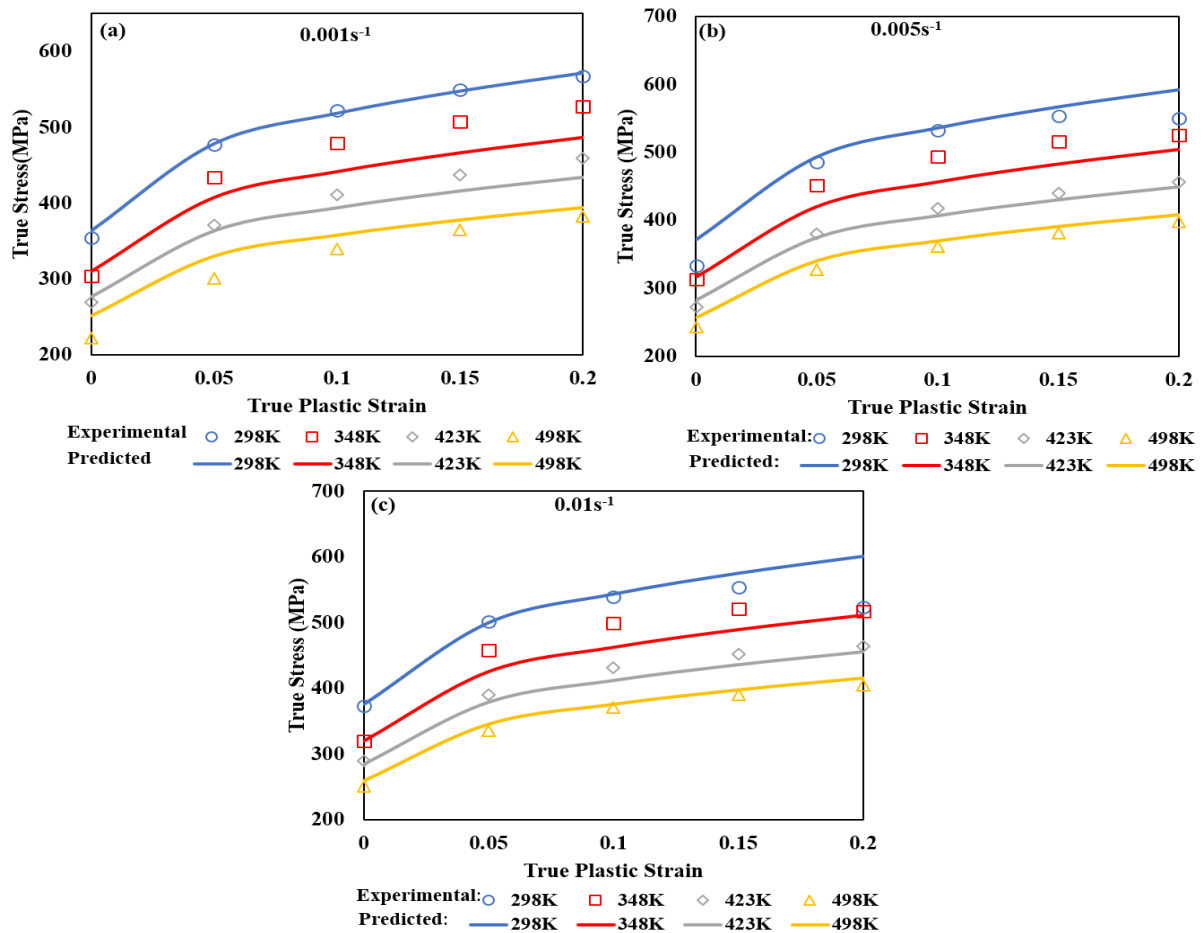 (a)
0.001s⁻¹
600
500
400
300
200
True Stress(MPa)
0 0.05 0.1 0.15 0.2
True Plastic Strain
Experimental 298K 348K 423K 498K
Predicted 298K 348K 423K 498K
(b)
0.005s⁻¹
700
600
500
400
300
200
True Stress (MPa)
0 0.05 0.1 0.15 0.2
True Plastic Strain
Experimental: 298K 348K 423K 498K
Predicted: 298K 348K 423K 498K
(c)
0.01s⁻¹
700
600
500
400
300
200
True Stress (MPa)
0 0.05 0.1 0.15 0.2
True Plastic Strain
Experimental: 298K 348K 423K 498K
Predicted: 298K 348K 423K 498K